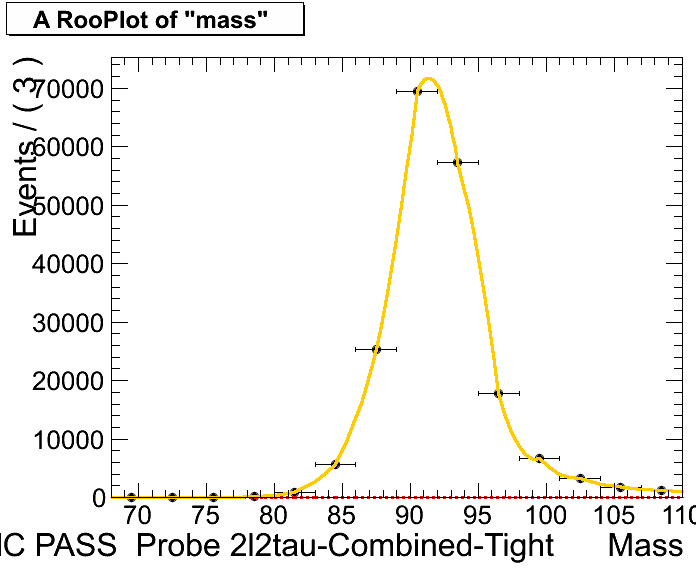 A RooPlot of "mass"
Events / ( 3 )
70000
60000
50000
40000
30000
20000
10000
0
70 75 80 85 90 95 100 105 110
IC PASS Probe 2l2tau-Combined-Tight Mass